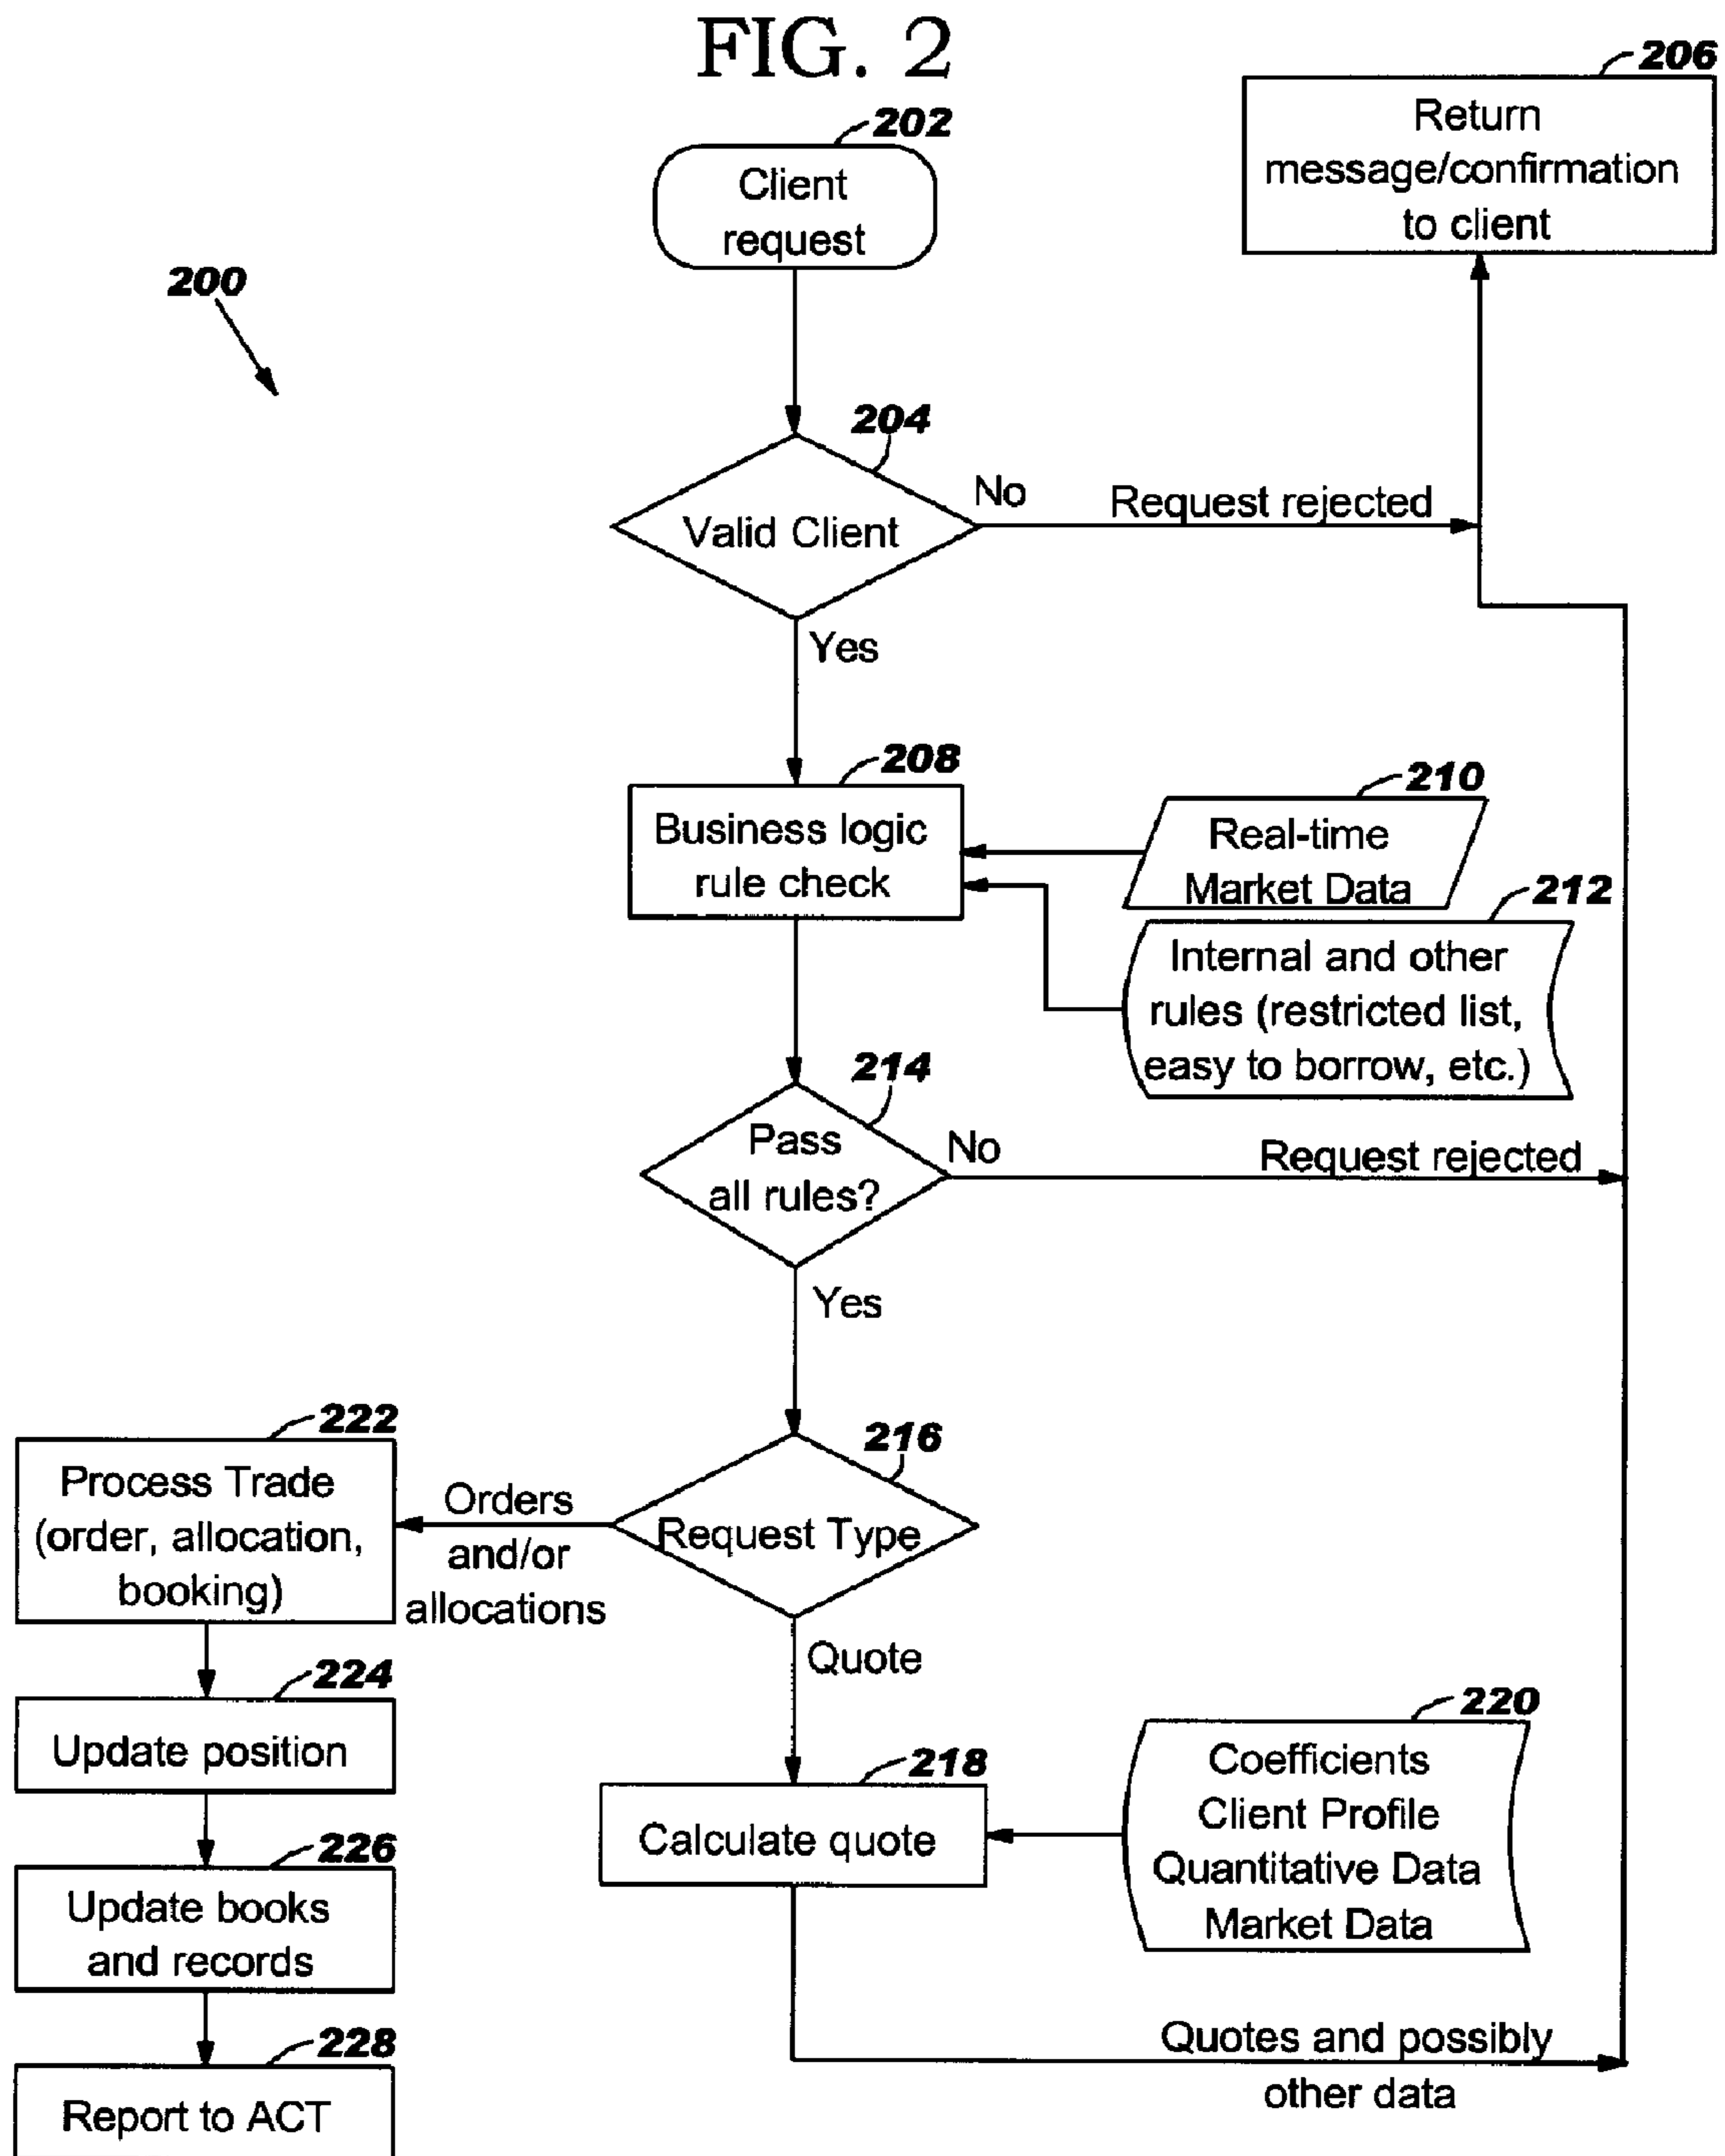 FIG. 2
206
Return
message/confirmation
to client
202
Client
request
200
204
Valid Client
No
Request rejected
Yes
208
Business logic
rule check
210
Real-time
Market Data
212
Internal and other
rules (restricted list,
easy to borrow, etc.)
214
Pass
all rules?
No
Request rejected
Yes
216
Request Type
Orders
and/or
allocations
222
Process Trade
(order, allocation,
booking)
Quote
224
Update position
218
Calculate quote
220
Coefficients
Client Profile
Quantitative Data
Market Data
226
Update books
and records
228
Report to ACT
Quotes and possibly
other data